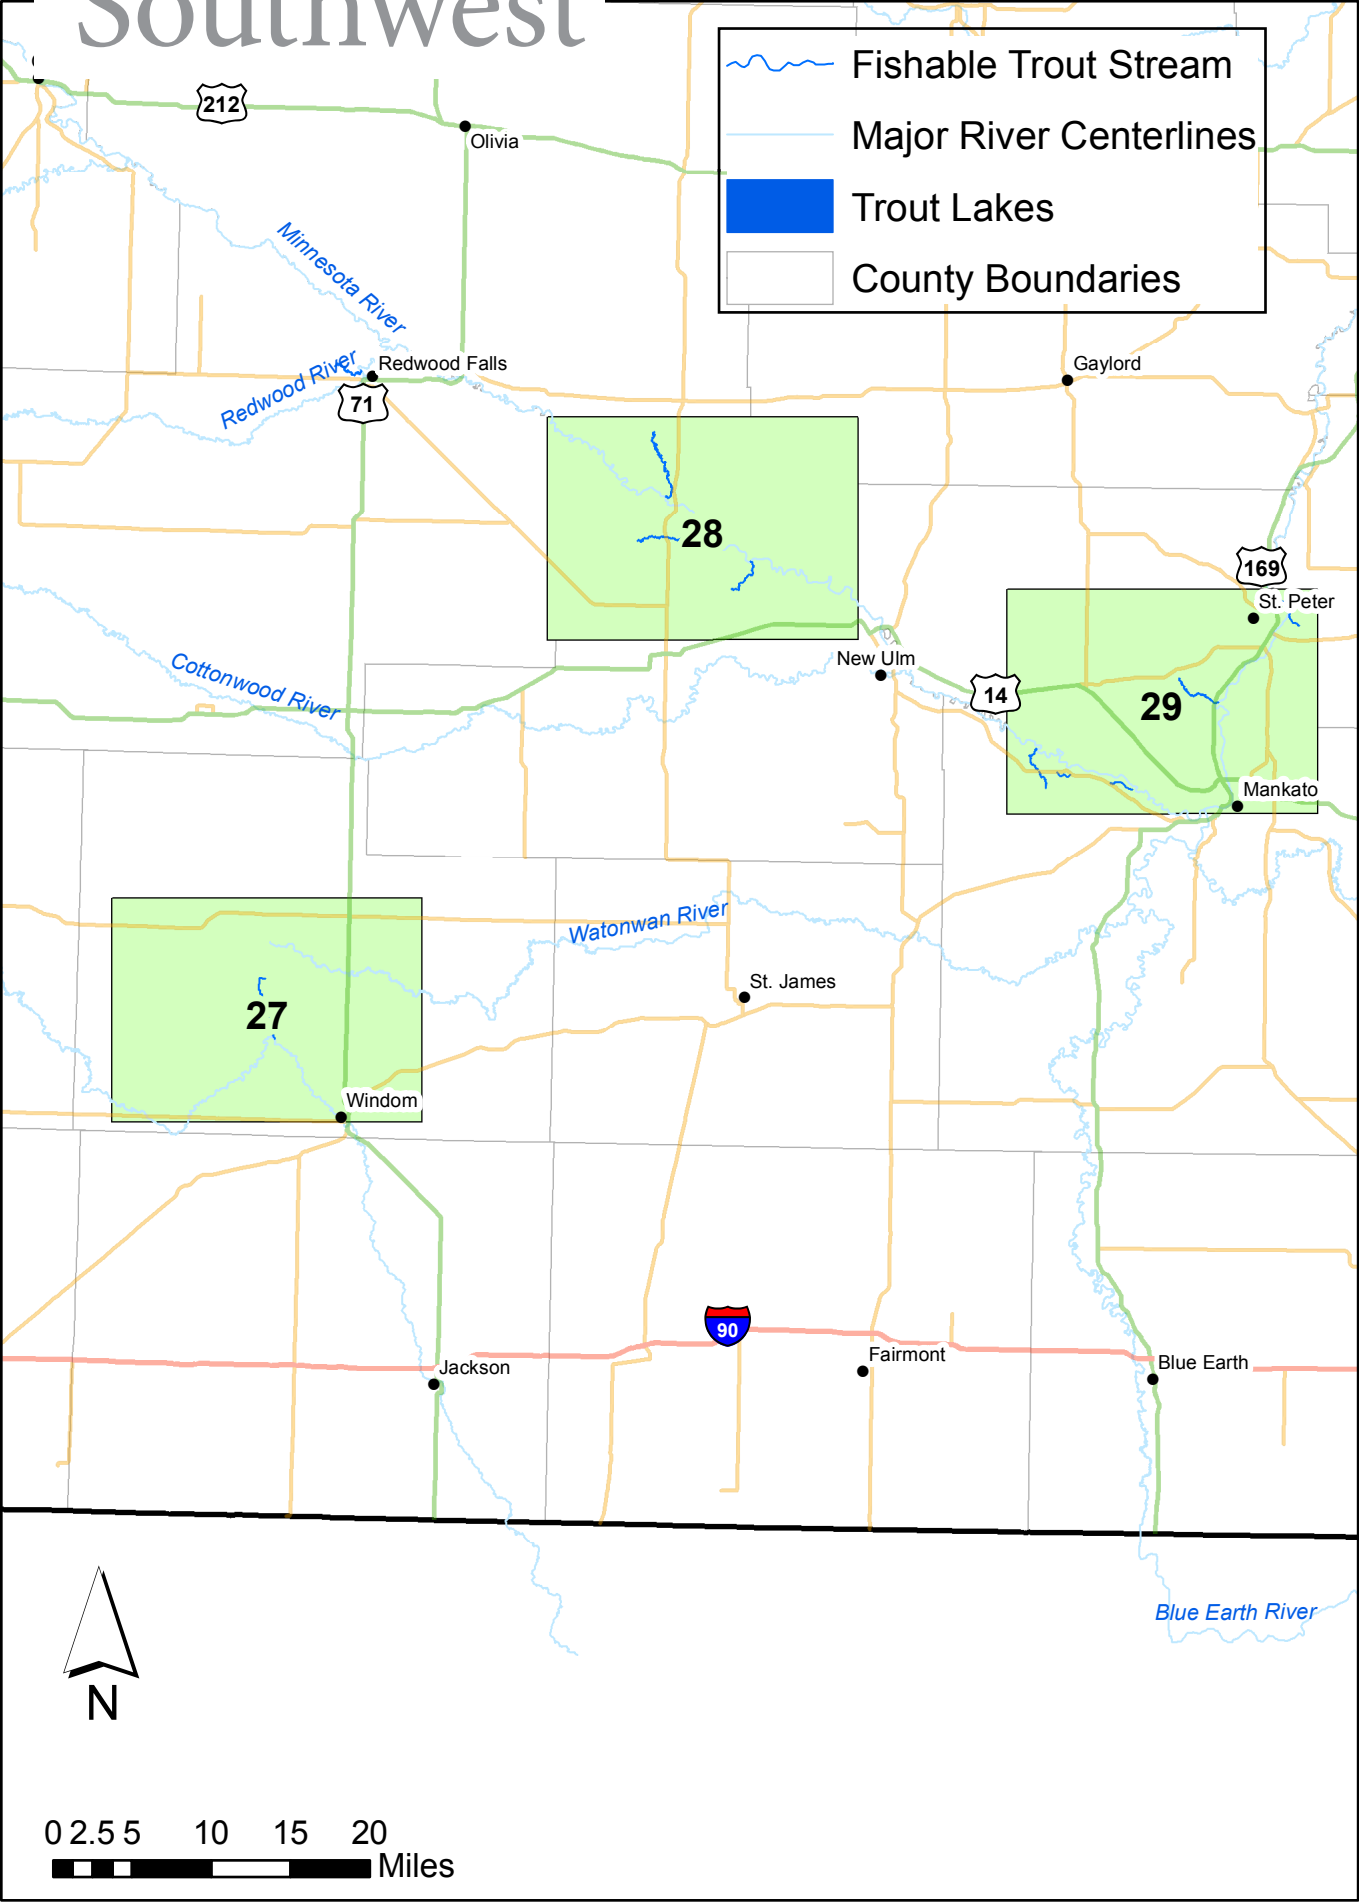 Southwest
Fishable Trout Stream
Major River Centerlines
Trout Lakes
County Boundaries
212
Olivia
Minnesota River
Redwood River
Redwood Falls
71
Gaylord
28
169
St. Peter
New Ulm
14
29
Cottonwood River
Mankato
Watonwan River
St. James
27
Windom
90
Fairmont
Jackson
Blue Earth
Blue Earth River
N
0 2.5 5 10 15 20
Miles